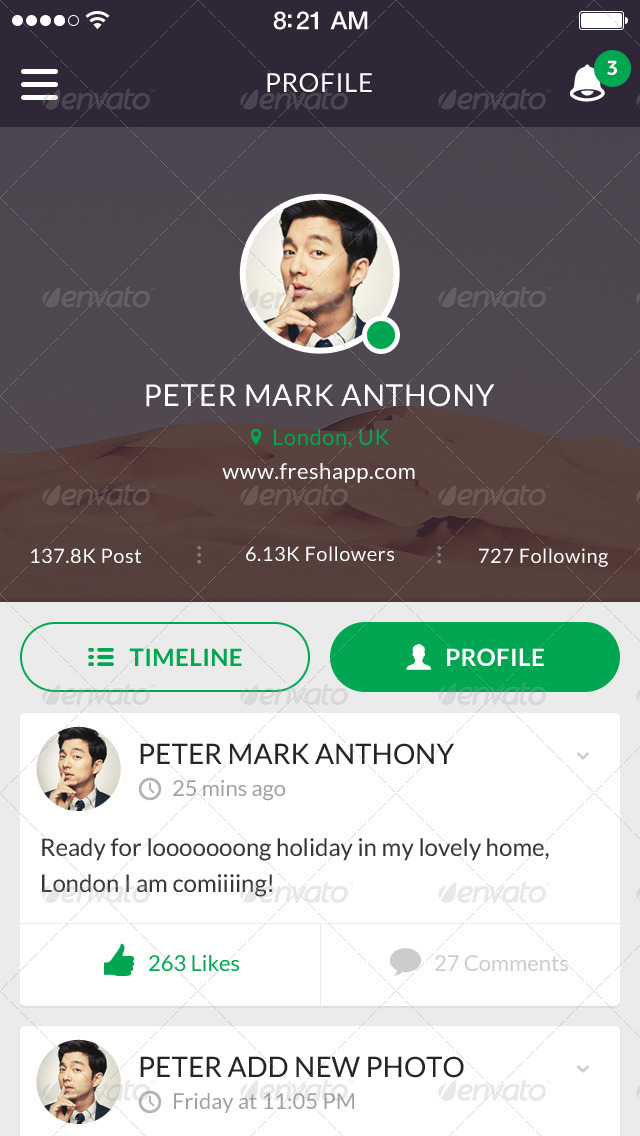 8:21 AM
PROFILE
3
PETER MARK ANTHONY
London, UK
www.freshapp.com
137.8K Post
6.13K Followers
727 Following
TIMELINE
PROFILE
PETER MARK ANTHONY
25 mins ago
Ready for looooooong holiday in my lovely home,
London I am comiiiing!
263 Likes
27 Comments
PETER ADD NEW PHOTO
Friday at 11:05 PM
envato